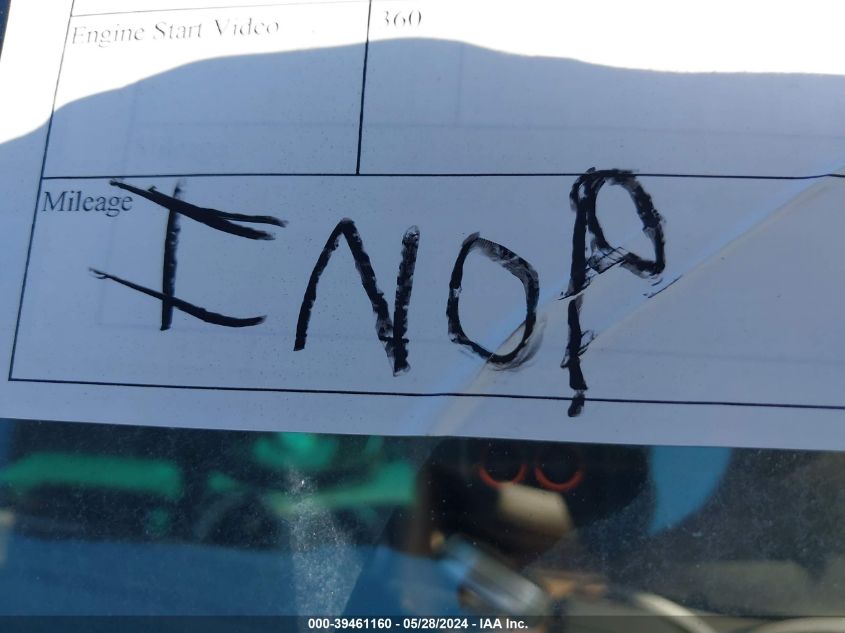 Engine Start Video 360
Mileage INOP
000-39461160 - 05/28/2024 - IAA Inc.